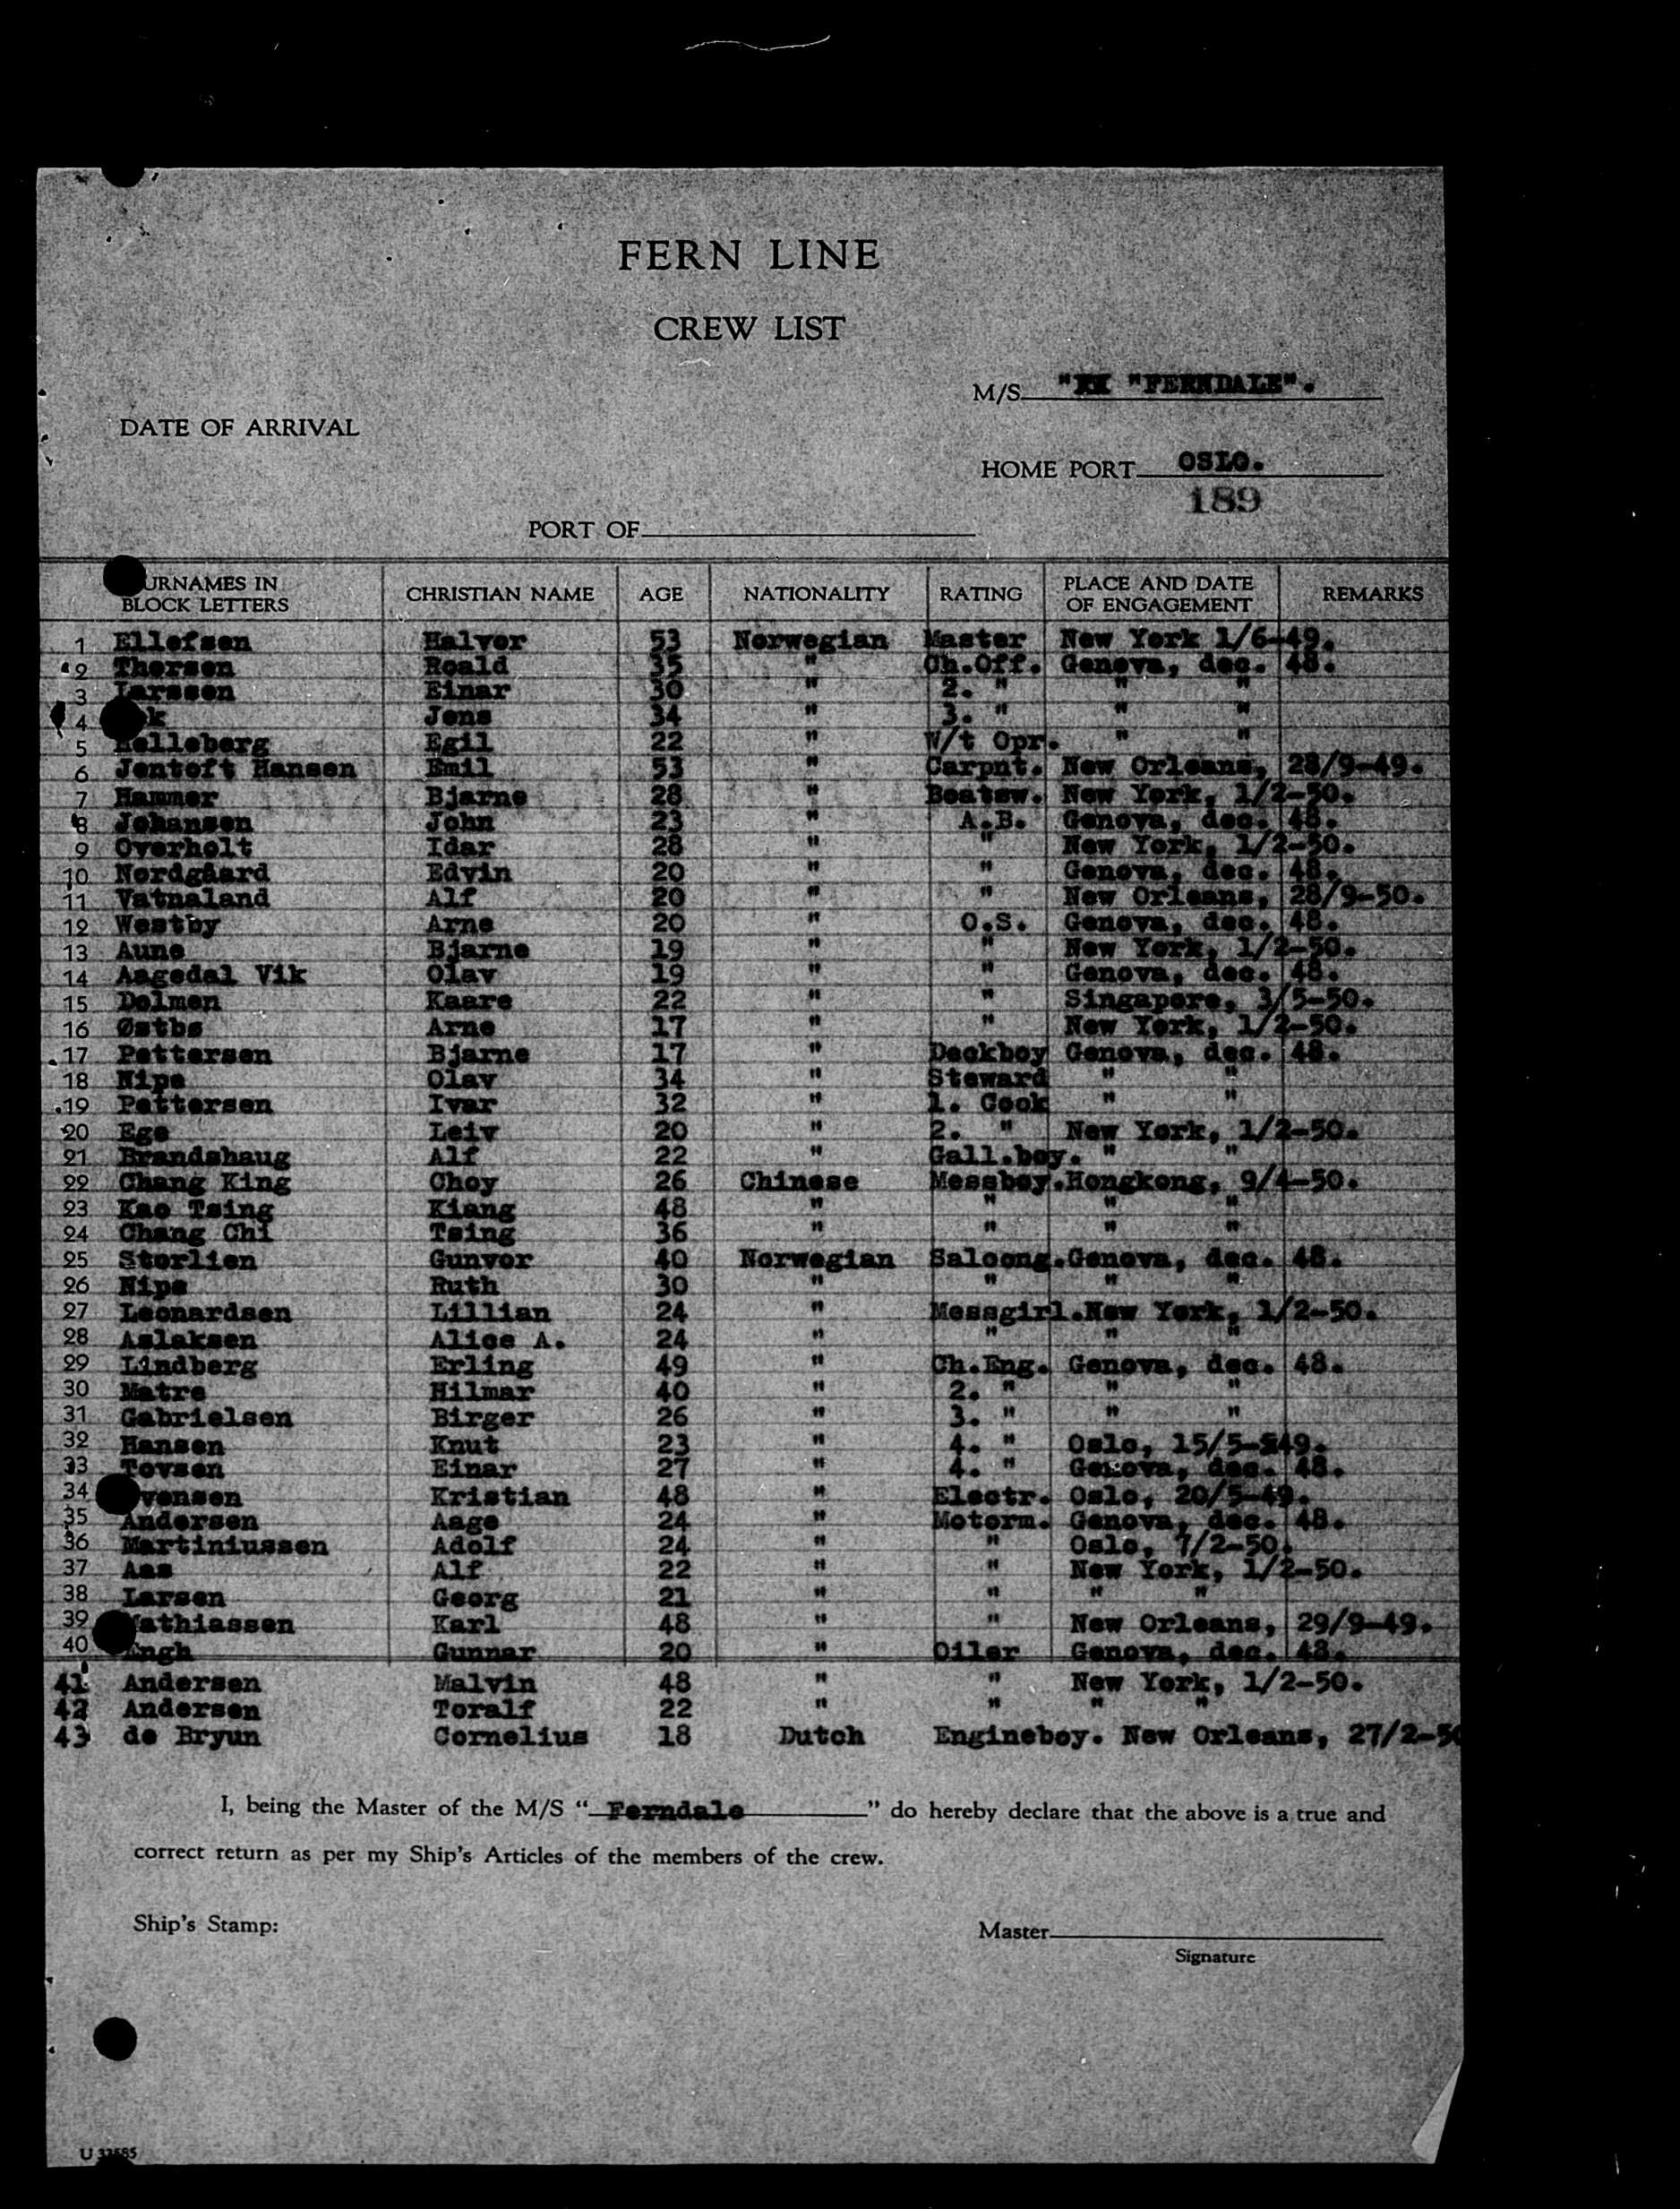 FERN LINE
CREW LIST
M/S "XX "FERNDALE".
DATE OF ARRIVAL
HOME PORT OSLO.
189
PORT OF
URNAMES IN BLOCK LETTERS CHRISTIAN NAME AGE NATIONALITY RATING PLACE AND DATE OF ENGAGEMENT REMARKS
1 Ellefsen Halvor 53 Norwegian Master New York 1/6-49.
2 Thorsen Roald 35 " Ch.Off. Genova, dec. 48.
3 Larssen Einar 30 " 2. " " "
4 k Jens 34 " 3. " " "
5 elleberg Egil 22 " W/t Opr. " "
6 Jentoft Hansen Emil 53 " Carpnt. New Orleans, 28/9-49.
7 Hammer Bjarne 28 " Boatsw. New York, 1/2-50.
8 Johansen John 23 " A.B. Genova, dec. 48.
9 Overholt Idar 28 " " New York, 1/2-50.
10 Nordgåard Edvin 20 " " Genova, dec. 48.
11 Vatnaland Alf 20 " " New Orleans, 28/9-50.
12 Westby Arne 20 " O.S. Genova, dec. 48.
13 Aune Bjarne 19 " " New York, 1/2-50.
14 Aagedal Vik Olav 19 " " Genova, dec. 48.
15 Dolmen Kaare 22 " " Singapore, 3/5-50.
16 Østbø Arne 17 " " New York, 1/2-50.
17 Pettersen Bjarne 17 " Deckboy Genova, dec. 48.
18 Nipe Olav 34 " Steward " "
19 Pettersen Ivar 32 " 1. Cook " "
20 Ege Leiv 20 " 2. " New York, 1/2-50.
21 Brandshaug Alf 22 " Gall.boy. " "
22 Chang King Choy 26 Chinese Messboy. Hongkong, 9/4-50.
23 Kao Tsing Kiang 48 " " " "
24 Chang Chi Tsing 36 " " " "
25 Storlien Gunvor 40 Norwegian Saloong. Genova, dec. 48.
26 Nipe Ruth 30 " " " "
27 Leonardsen Lillian 24 " Messgirl. New York, 1/2-50.
28 Aslaksen Alice A. 24 " " " "
29 Lindberg Erling 49 " Ch.Eng. Genova, dec. 48.
30 Matre Hilmar 40 " 2. " " "
31 Gabrielsen Birger 26 " 3. " " "
32 Hansen Knut 23 " 4. " Oslo, 15/5-549.
33 Tovsen Einar 27 " 4. " Genova, dec. 48.
34 vensen Kristian 48 " Electr. Oslo, 20/5-49.
35 Andersen Aage 24 " Motorm. Genova, dec. 48.
36 Martiniussen Adolf 24 " " Oslo, 7/2-50.
37 Aas Alf 22 " " New York, 1/2-50.
38 Larsen Georg 21 " " " "
39 Mathiassen Karl 48 " " New Orleans, 29/9-49.
40 Engh Gunnar 20 " Oiler Genova, dec. 48.
41 Andersen Malvin 48 " " New York, 1/2-50.
42 Andersen Toralf 22 " " " "
43 de Bryun Cornelius 18 Dutch Engineboy. New Orleans, 27/2-50
I, being the Master of the M/S "Ferndale" do hereby declare that the above is a true and
correct return as per my Ship's Articles of the members of the crew.
Ship's Stamp: Master
Signature